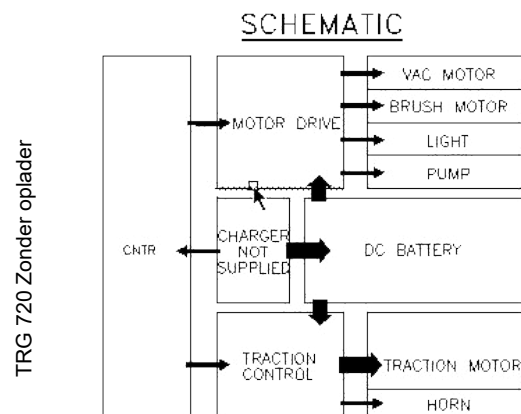 SCHEMATIC
TRG 720 Zonder oplader
CNTR
MOTOR DRIVE
VAC MOTOR
BRUSH MOTOR
LIGHT
PUMP
CHARGER
NOT
SUPPLIED
DC BATTERY
TRACTION
CONTROL
TRACTION MOTOR
HORN